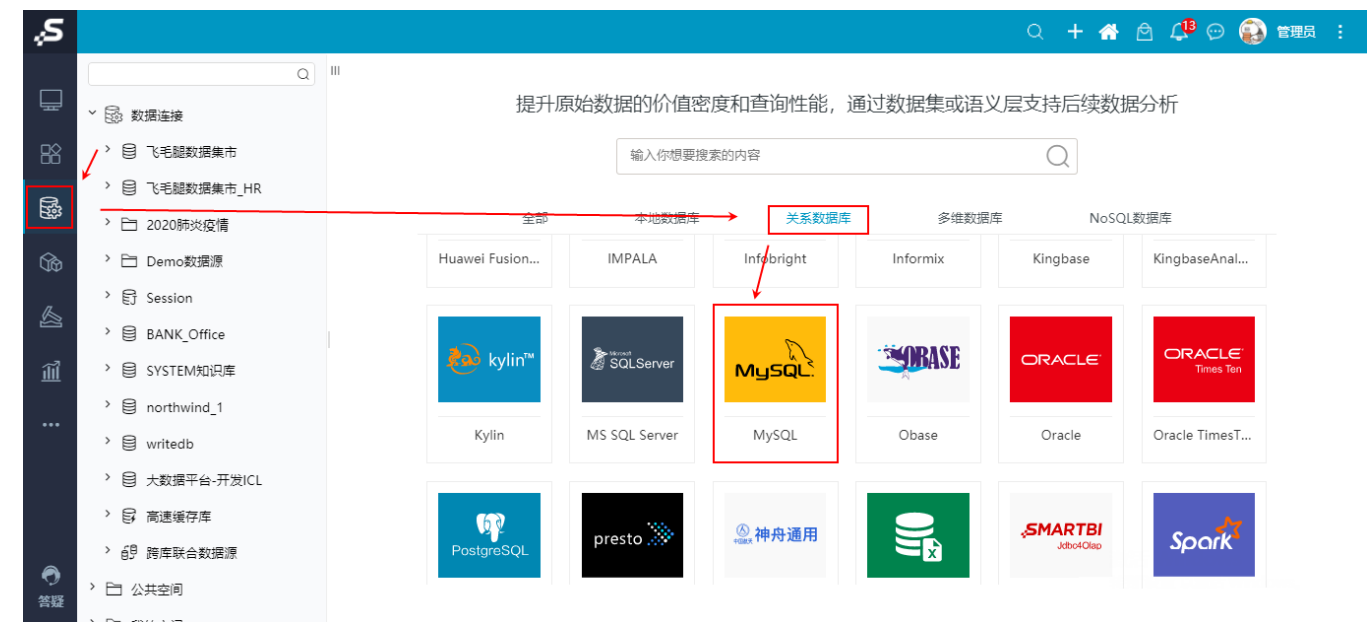 S
13
管理员
数据连接
飞毛腿数据集市
飞毛腿数据集市_HR
2020肺炎疫情
Demo数据源
Session
BANK_Office
SYSTEM知识库
northwind_1
writedb
大数据平台-开发ICL
高速缓存库
跨库联合数据源
公共空间
答疑
提升原始数据的价值密度和查询性能，通过数据集或语义层支持后续数据分析
输入你想要搜索的内容
全部 本地数据库 关系数据库 多维数据库 NoSQL数据库
Huawei Fusion... IMPALA Infobright Informix Kingbase KingbaseAnal...
kylin™ Microsoft SQLServer MySQL. OBASE ORACLE ORACLE
Times Ten
Kylin MS SQL Server MySQL Obase Oracle Oracle TimesT...
PostgreSQL presto 神舟通用 X SMARTBI Spark
Jdbc4Olap